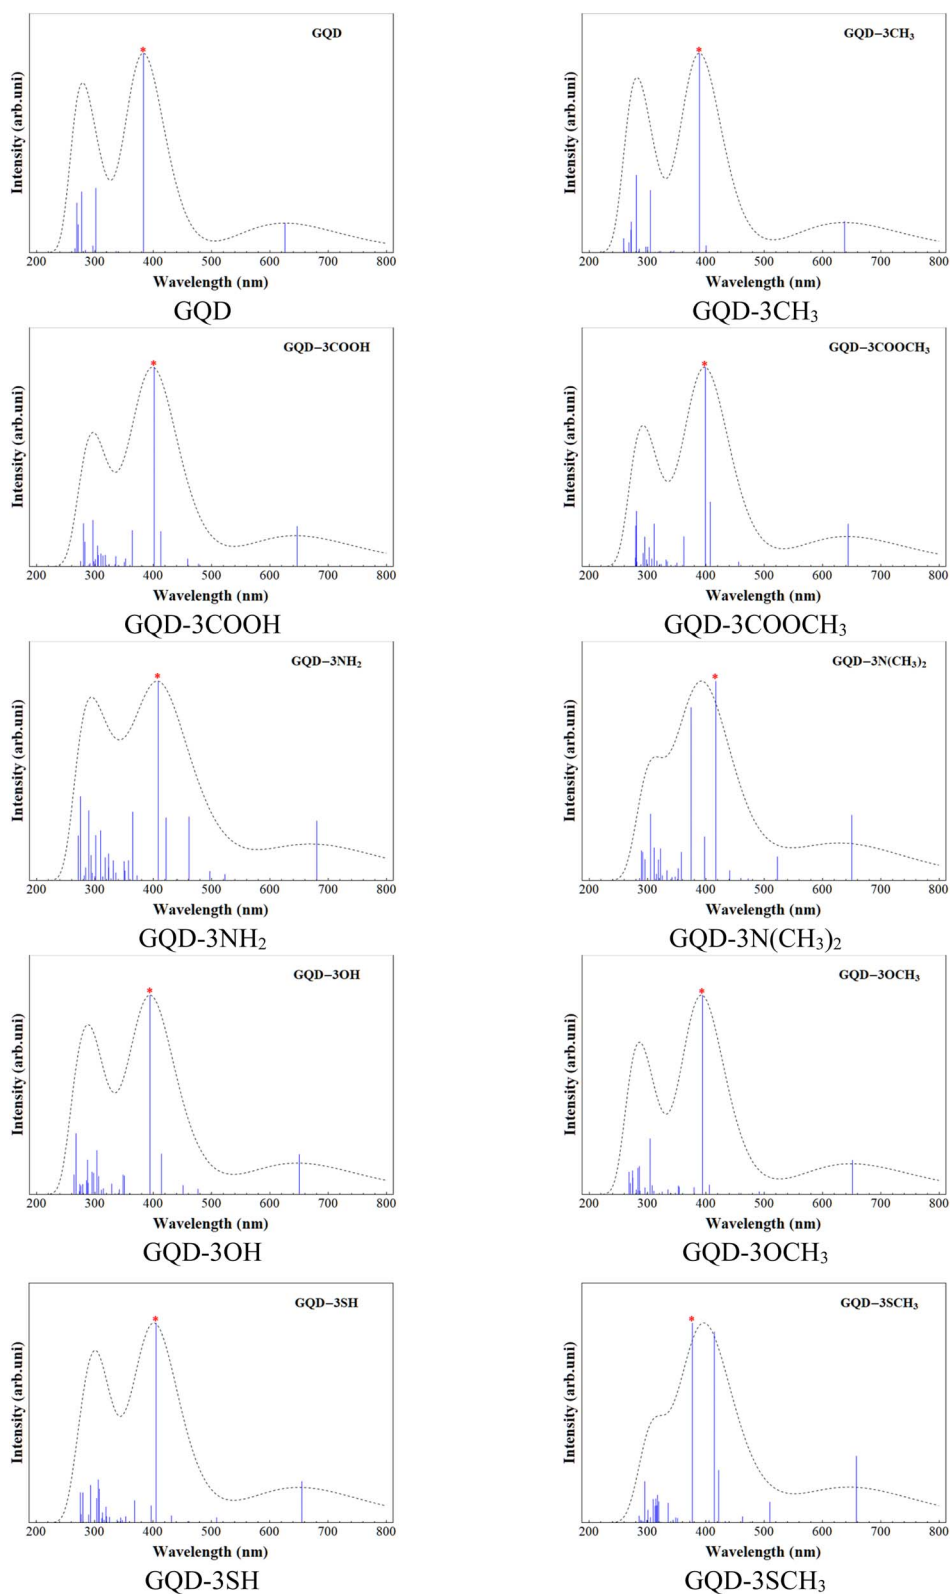 GQD
Intensity (arb.uni)
200 300 400 500 600 700 800
Wavelength (nm)
GQD
GQD−3CH₃
Intensity (arb.uni)
200 300 400 500 600 700 800
Wavelength (nm)
GQD-3CH₃
GQD−3COOH
Intensity (arb.uni)
200 300 400 500 600 700 800
Wavelength (nm)
GQD-3COOH
GQD−3COOCH₃
Intensity (arb.uni)
200 300 400 500 600 700 800
Wavelength (nm)
GQD-3COOCH₃
GQD−3NH₂
Intensity (arb.uni)
200 300 400 500 600 700 800
Wavelength (nm)
GQD-3NH₂
GQD−3N(CH₃)₂
Intensity (arb.uni)
200 300 400 500 600 700 800
Wavelength (nm)
GQD-3N(CH₃)₂
GQD−3OH
Intensity (arb.uni)
200 300 400 500 600 700 800
Wavelength (nm)
GQD-3OH
GQD−3OCH₃
Intensity (arb.uni)
200 300 400 500 600 700 800
Wavelength (nm)
GQD-3OCH₃
GQD−3SH
Intensity (arb.uni)
200 300 400 500 600 700 800
Wavelength (nm)
GQD-3SH
GQD−3SCH₃
Intensity (arb.uni)
200 300 400 500 600 700 800
Wavelength (nm)
GQD-3SCH₃